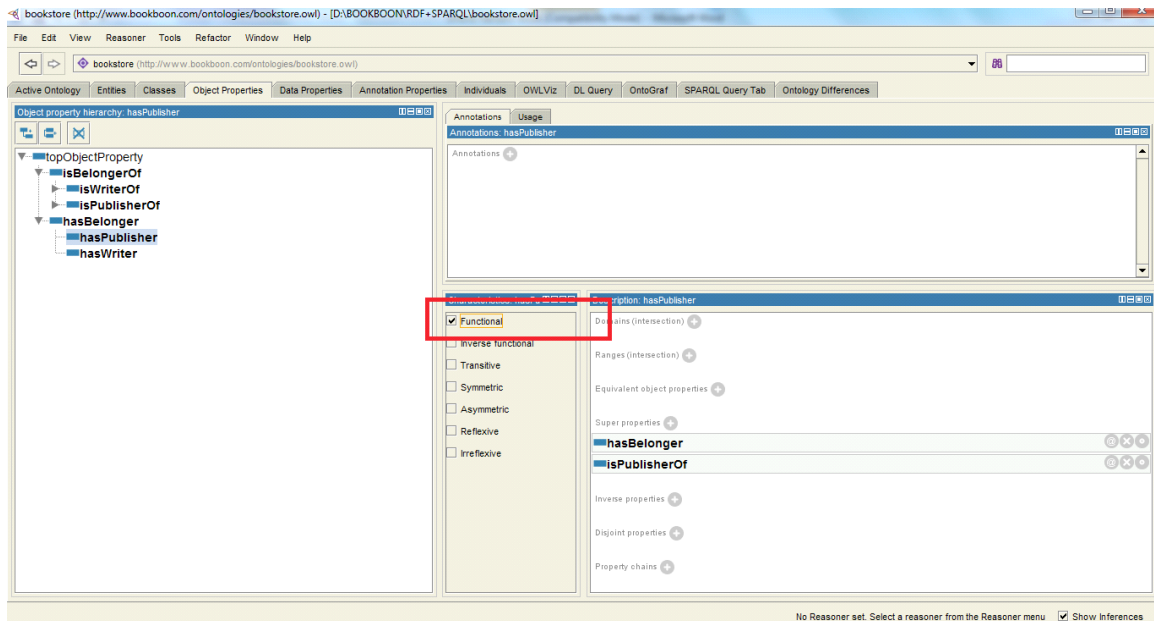 bookstore (http://www.bookboon.com/ontologies/bookstore.owl) - [D:\BOOKBOON\RDF+SPARQL\bookstore.owl]
File Edit View Reasoner Tools Refactor Window Help
bookstore (http://www.bookboon.com/ontologies/bookstore.owl)
Active Ontology Entities Classes Object Properties Data Properties Annotation Properties Individuals OWLViz DL Query OntoGraf SPARQL Query Tab Ontology Differences
Object property hierarchy: hasPublisher
topObjectProperty
isBelongerOf
isWriterOf
isPublisherOf
hasBelonger
hasPublisher
hasWriter
Annotations Usage
Annotations: hasPublisher
Annotations
Functional
Inverse functional
Transitive
Symmetric
Asymmetric
Reflexive
Irreflexive
Description: hasPublisher
Domains (intersection)
Ranges (intersection)
Equivalent object properties
Super properties
hasBelonger
isPublisherOf
Inverse properties
Disjoint properties
Property chains
No Reasoner set. Select a reasoner from the Reasoner menu Show Inferences